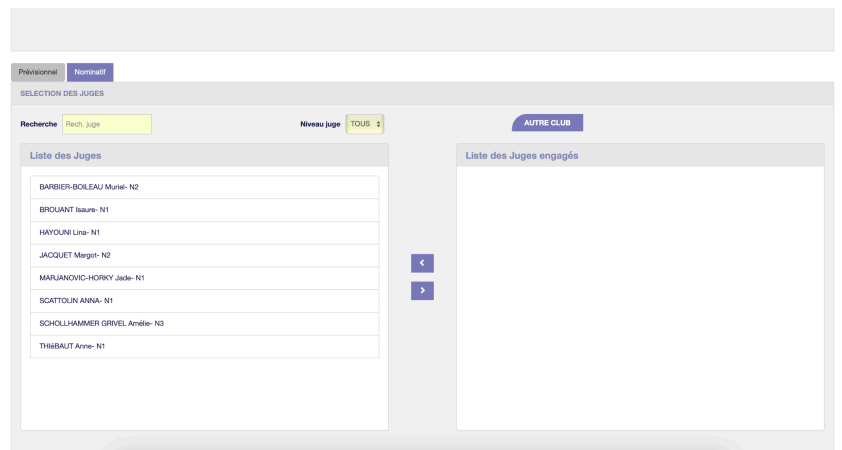 Prévisionnel Nominatif
SELECTION DES JUGES
Recherche Rech. juge Niveau juge TOUS AUTRE CLUB
Liste des Juges Liste des Juges engagés
BARBIER-BOILEAU Muriel- N2
BROUANT Isaure- N1
HAYOUNI Lina- N1
JACQUET Margot- N2
MARJANOVIC-HORKY Jade- N1
SCATTOLIN ANNA- N1
SCHOLLHAMMER GRIVEL Amélie- N3
THIéBAUT Anne- N1